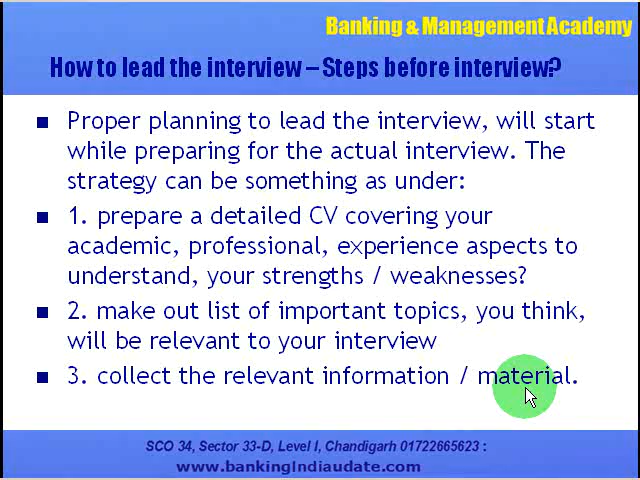 Banking & Management Academy
How to lead the interview – Steps before interview?
Proper planning to lead the interview, will start
while preparing for the actual interview. The
strategy can be something as under:
1. prepare a detailed CV covering your
academic, professional, experience aspects to
understand, your strengths / weaknesses?
2. make out list of important topics, you think,
will be relevant to your interview
3. collect the relevant information / material.
SCO 34, Sector 33-D, Level I, Chandigarh 01722665623 :
www.bankingIndiaudate.com